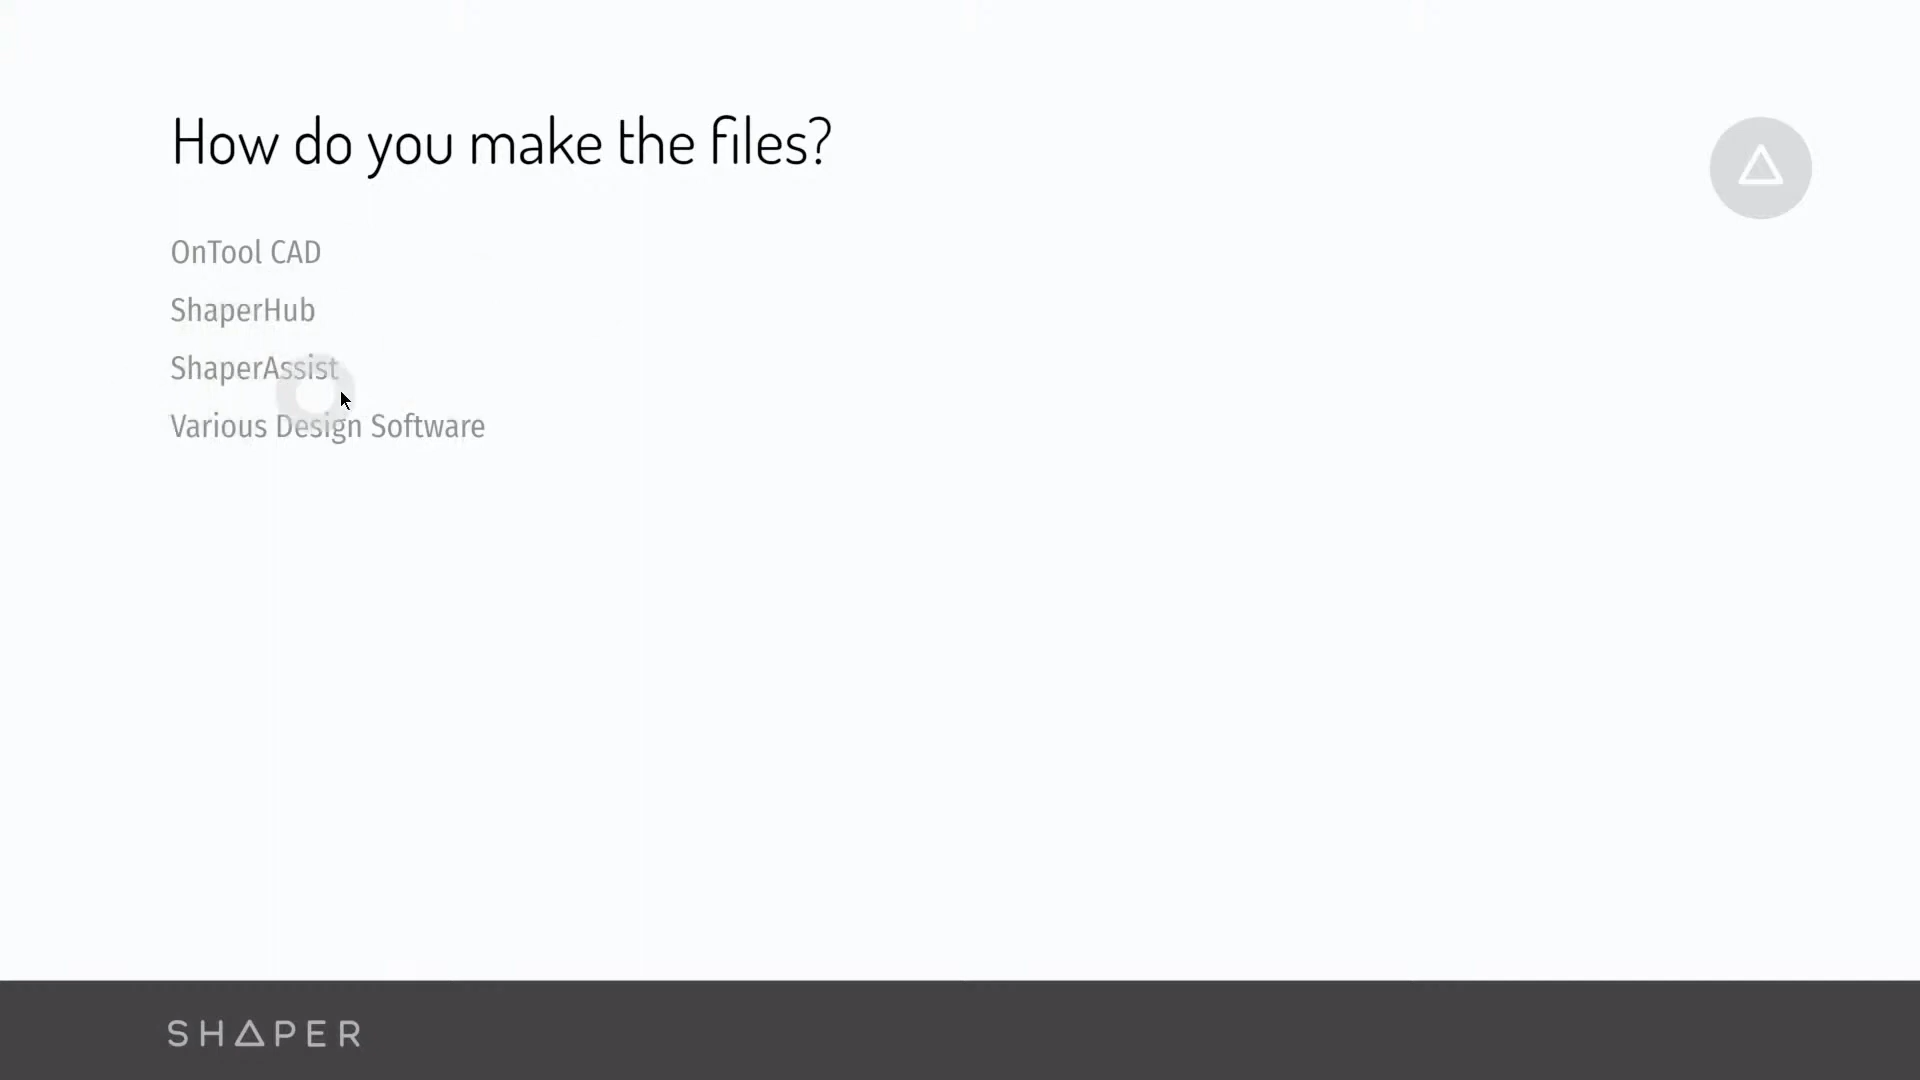 How do you make the files?
OnTool CAD
ShaperHub
ShaperAssist
Various Design Software
SHAPER